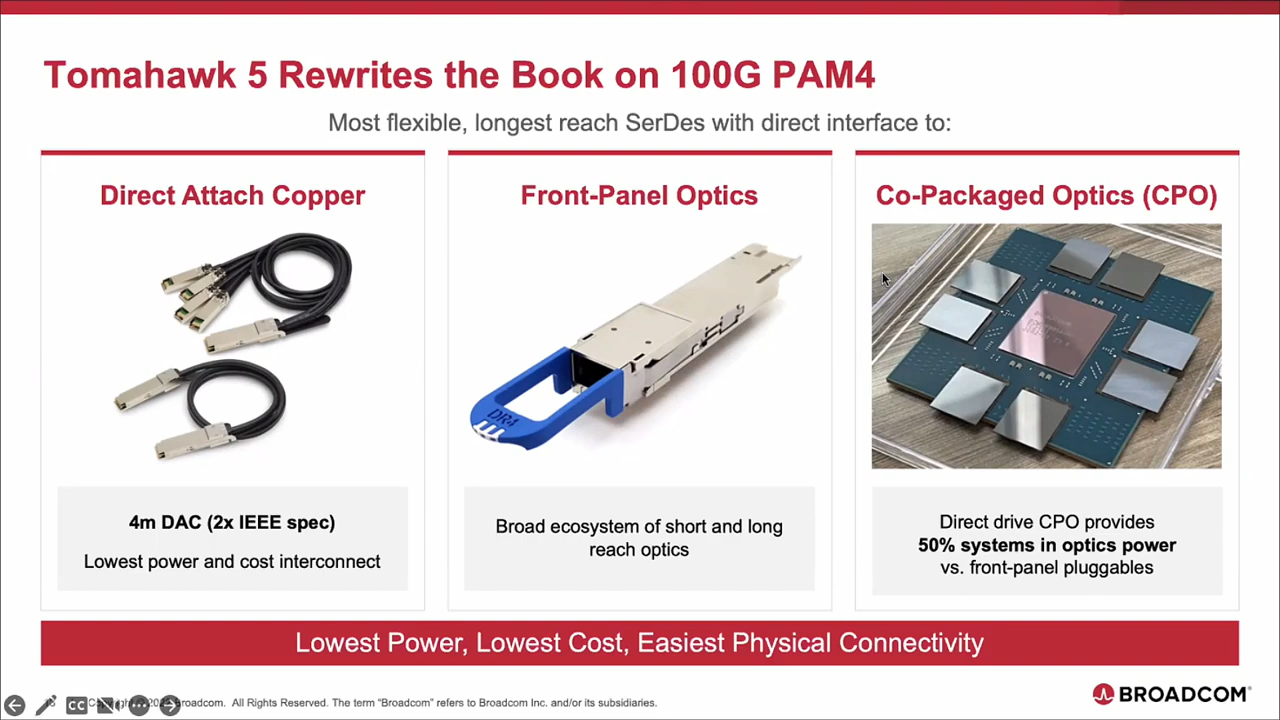 Tomahawk 5 Rewrites the Book on 100G PAM4
Most flexible, longest reach SerDes with direct interface to:
Direct Attach Copper
4m DAC (2x IEEE spec)
Lowest power and cost interconnect
Front-Panel Optics
DR4
Broad ecosystem of short and long
reach optics
Co-Packaged Optics (CPO)
Direct drive CPO provides
50% systems in optics power
vs. front-panel pluggables
Lowest Power, Lowest Cost, Easiest Physical Connectivity
CC
Broadcom. All Rights Reserved. The term “Broadcom” refers to Broadcom Inc. and/or its subsidiaries.
BROADCOM®